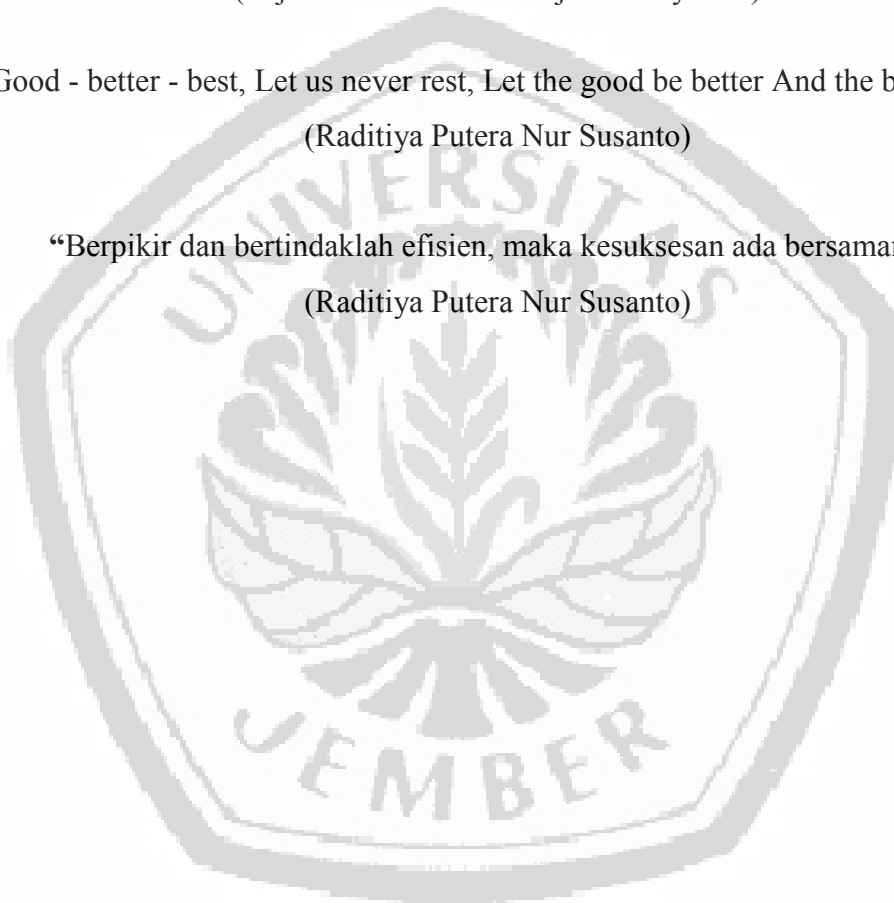 Good - better - best, Let us never rest, Let the good be better And the b
(Raditiya Putera Nur Susanto)
“Berpikir dan bertindaklah efisien, maka kesuksesan ada bersama
(Raditiya Putera Nur Susanto)
UNIVERSITAS
JEMBER